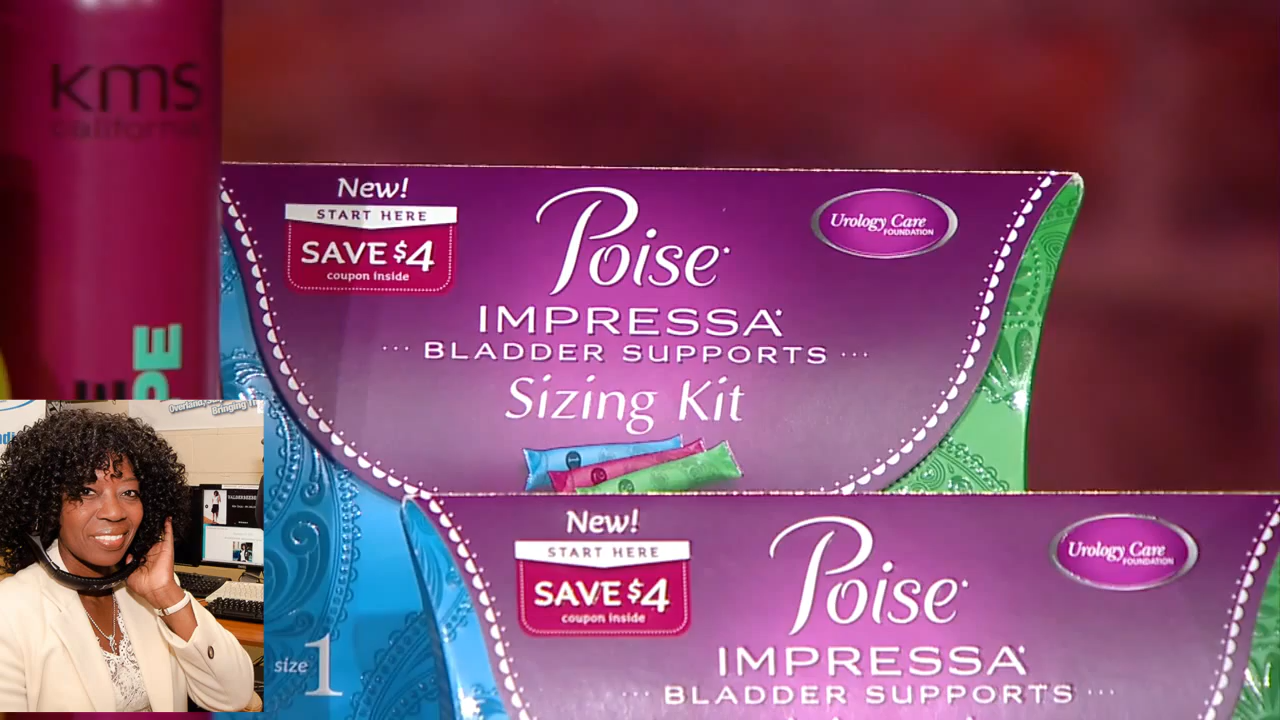 kms
california
New!
START HERE
SAVE $4
coupon inside
Poise
IMPRESSA*
BLADDER SUPPORTS
Sizing Kit
Urology Care
FOUNDATION
size 1
New!
START HERE
SAVE $4
coupon inside
Poise
IMPRESSA*
BLADDER SUPPORTS
Urology Care
FOUNDATION